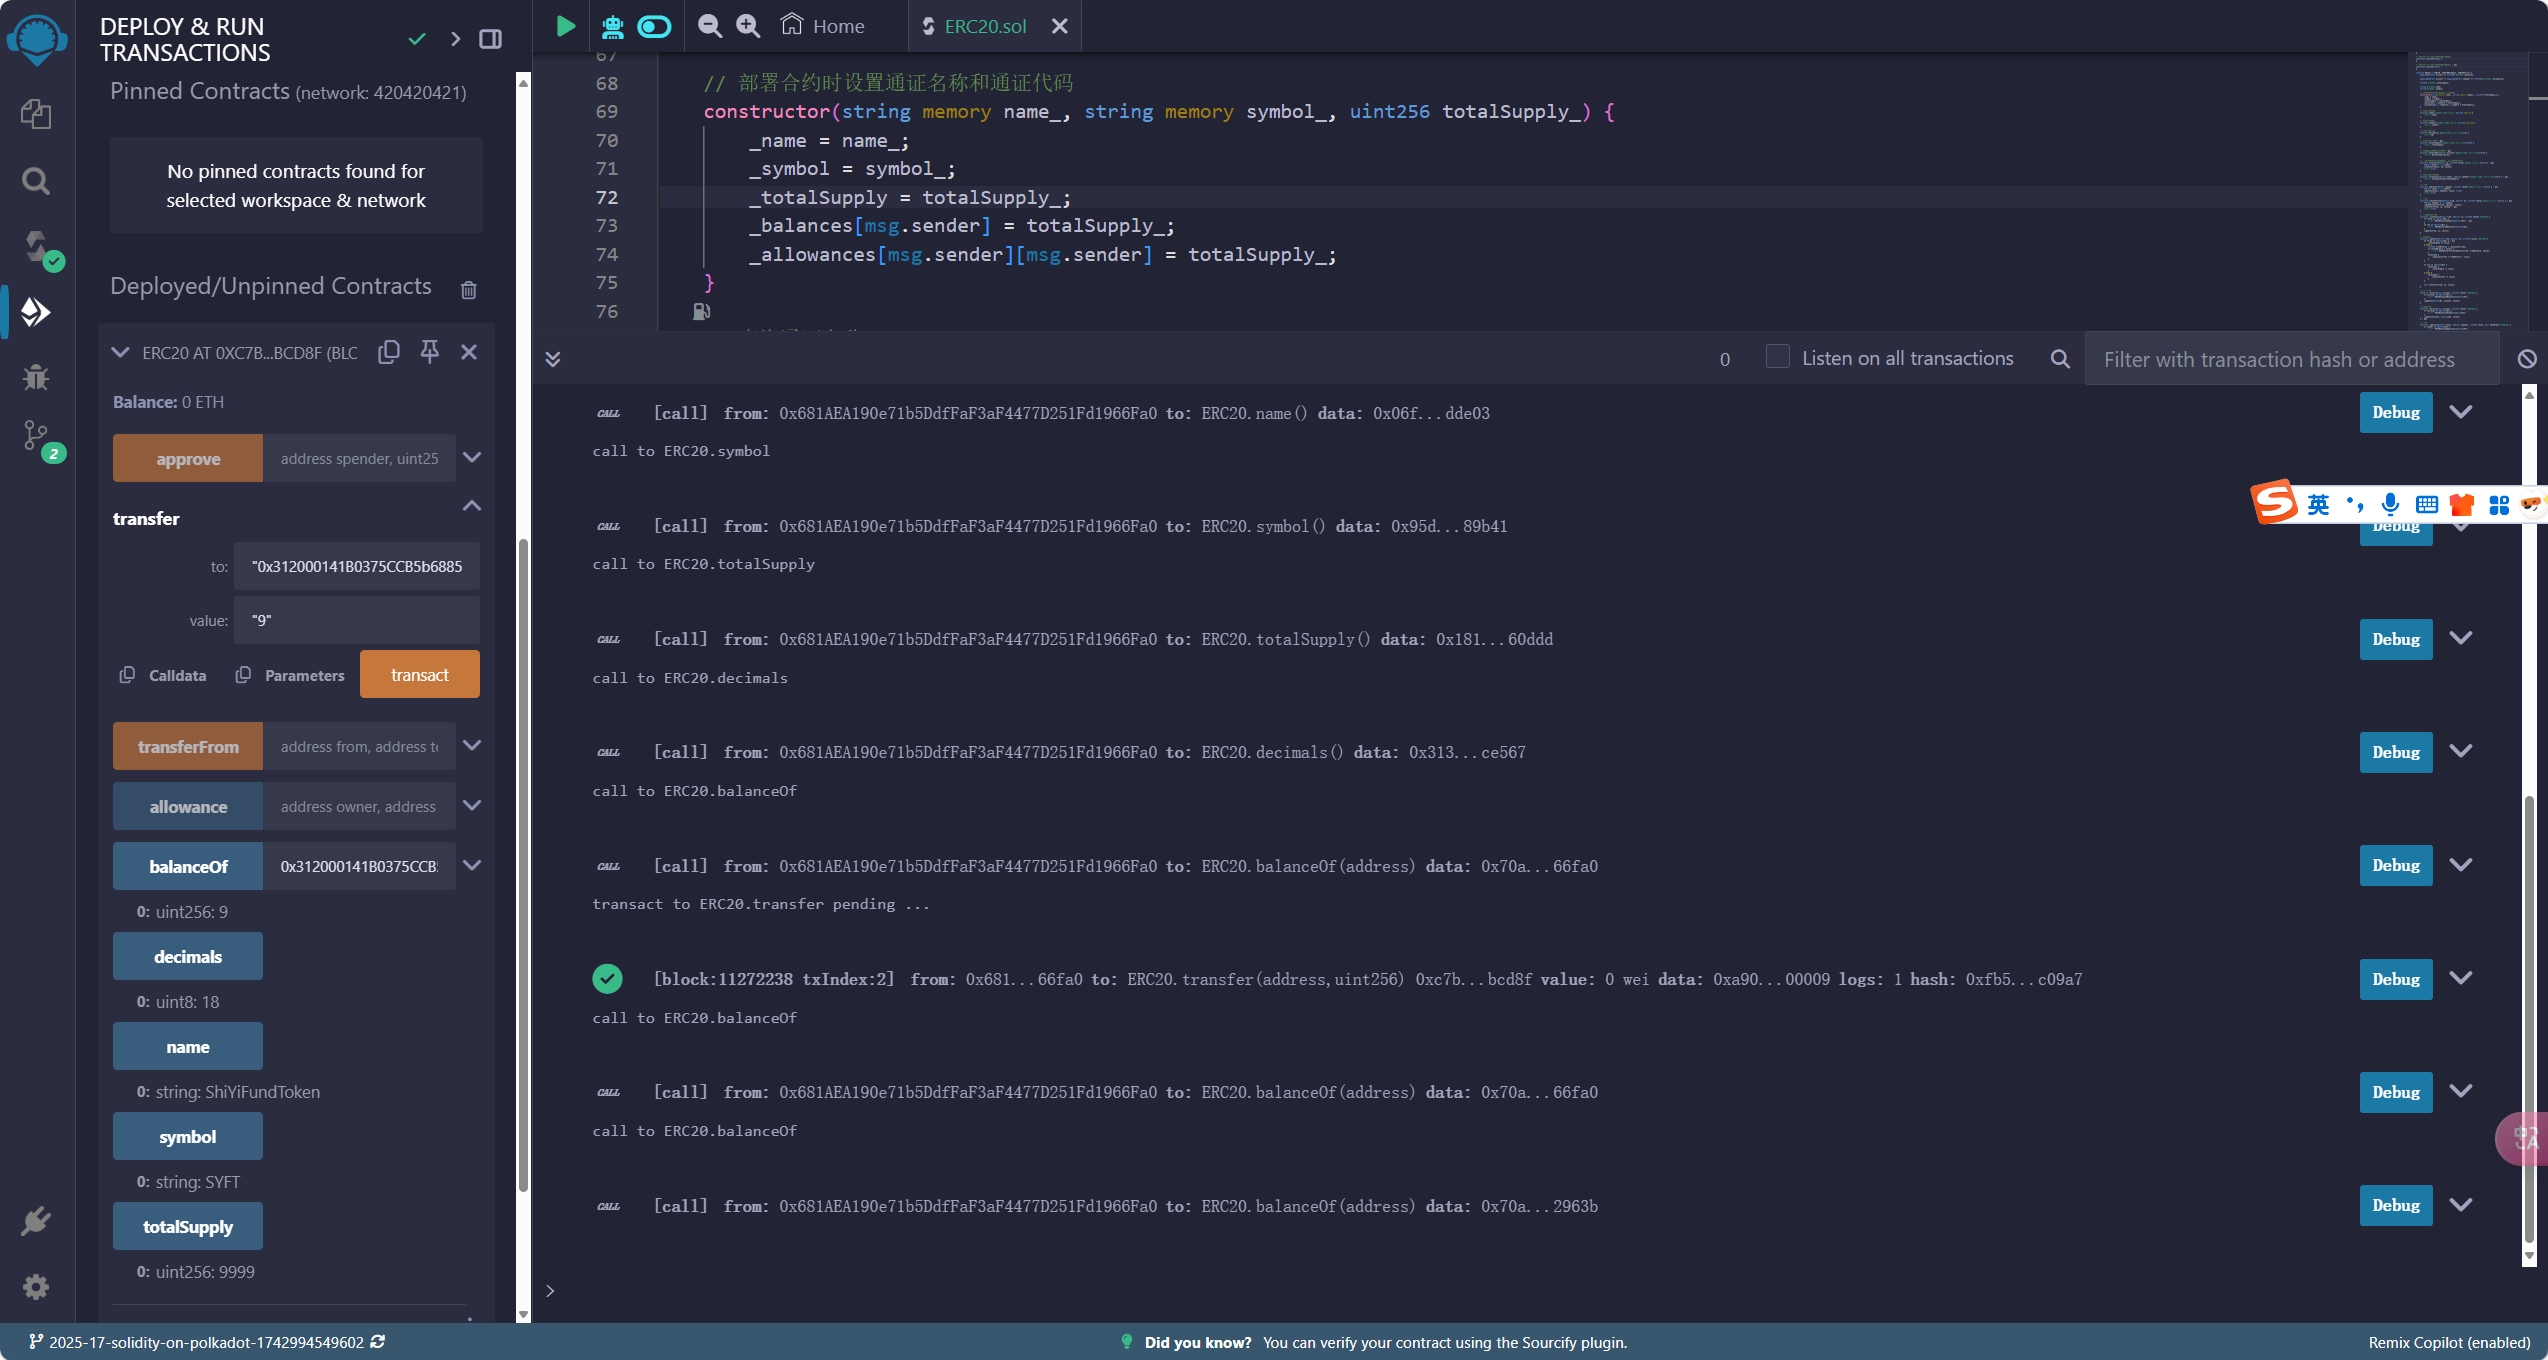 DEPLOY & RUN
TRANSACTIONS
Pinned Contracts (network: 420420421)
No pinned contracts found for
selected workspace & network
Deployed/Unpinned Contracts
ERC20 AT 0XC7B...BCD8F (BLC
Balance: 0 ETH
approve address spender, uint25
transfer
to: "0x312000141B0375CCB5b6885
value: "9"
Calldata Parameters transact
transferFrom address from, address t
allowance address owner, address
balanceOf 0x312000141B0375CCB
0: uint256: 9
decimals
0: uint8: 18
name
0: string: ShiYiFundToken
symbol
0: string: SYFT
totalSupply
0: uint256: 9999
2
Home ERC20.sol
67
68 // 部署合约时设置通证名称和通证代码
69 constructor(string memory name_, string memory symbol_, uint256 totalSupply_) {
70 _name = name_;
71 _symbol = symbol_;
72 _totalSupply = totalSupply_;
73 _balances[msg.sender] = totalSupply_;
74 _allowances[msg.sender][msg.sender] = totalSupply_;
75 }
76
0 Listen on all transactions Filter with transaction hash or address
CALL [call] from: 0x681AEA190e71b5DdfFaF3aF4477D251Fd1966Fa0 to: ERC20.name() data: 0x06f...dde03 Debug
call to ERC20.symbol
英
CALL [call] from: 0x681AEA190e71b5DdfFaF3aF4477D251Fd1966Fa0 to: ERC20.symbol() data: 0x95d...89b41 Debug
call to ERC20.totalSupply
CALL [call] from: 0x681AEA190e71b5DdfFaF3aF4477D251Fd1966Fa0 to: ERC20.totalSupply() data: 0x181...60ddd Debug
call to ERC20.decimals
CALL [call] from: 0x681AEA190e71b5DdfFaF3aF4477D251Fd1966Fa0 to: ERC20.decimals() data: 0x313...ce567 Debug
call to ERC20.balanceOf
CALL [call] from: 0x681AEA190e71b5DdfFaF3aF4477D251Fd1966Fa0 to: ERC20.balanceOf(address) data: 0x70a...66fa0 Debug
transact to ERC20.transfer pending ...
[block:11272238 txIndex:2] from: 0x681...66fa0 to: ERC20.transfer(address,uint256) 0xc7b...bcd8f value: 0 wei data: 0xa90...00009 logs: 1 hash: 0xfb5...c09a7 Debug
call to ERC20.balanceOf
CALL [call] from: 0x681AEA190e71b5DdfFaF3aF4477D251Fd1966Fa0 to: ERC20.balanceOf(address) data: 0x70a...66fa0 Debug
call to ERC20.balanceOf
CALL [call] from: 0x681AEA190e71b5DdfFaF3aF4477D251Fd1966Fa0 to: ERC20.balanceOf(address) data: 0x70a...2963b Debug
>
2025-17-solidity-on-polkadot-1742994549602 Did you know? You can verify your contract using the Sourcify plugin. Remix Copilot (enabled)